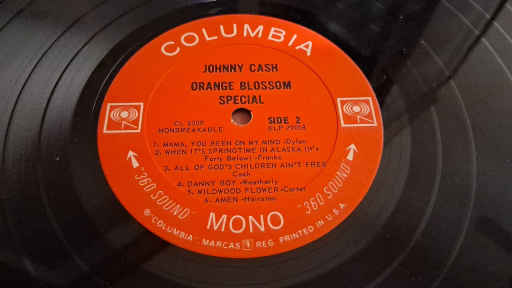 COLUMBIA
JOHNNY CASH
ORANGE BLOSSOM
SPECIAL
CL 2309
NONBREAKABLE
SIDE 2
XLP 79108
1. MAMA, YOU BEEN ON MY MIND -Dylan-
2. WHEN IT'S SPRINGTIME IN ALASKA (It's
Forty Below) -Franks-
3. ALL OF GOD'S CHILDREN AIN'T FREE
Cash
4. DANNY BOY -Weatherly-
5. WILDWOOD FLOWER -Carter-
6. AMEN -Hairston-
"360 SOUND" MONO "360 SOUND"
® COLUMBIA MARCAS REG. PRINTED IN U.S.A.